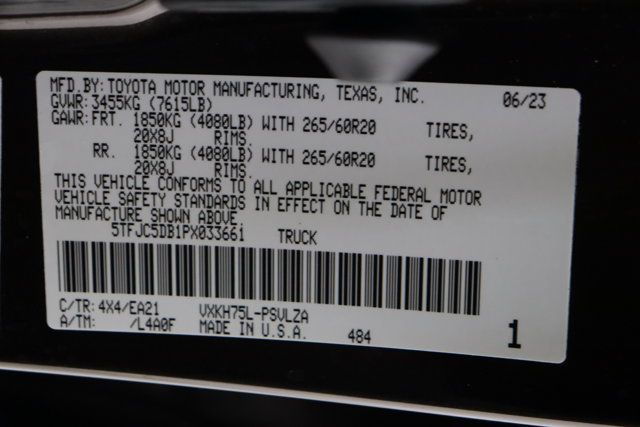 MFD.BY: TOYOTA MOTOR MANUFACTURING, TEXAS, INC. 06/23
GVWR: 3455KG (7615LB)
GAWR: FRT. 1850KG (4080LB) WITH 265/60R20 TIRES,
20X8J RIMS.
RR. 1850KG (4080LB) WITH 265/60R20 TIRES,
20X8J RIMS.
THIS VEHICLE CONFORMS TO ALL APPLICABLE FEDERAL MOTOR
VEHICLE SAFETY STANDARDS IN EFFECT ON THE DATE OF
MANUFACTURE SHOWN ABOVE
5TFJC5DB1PX033661 TRUCK
C/TR: 4X4/EA21 VXKH75L-PSVLZA
A/TM: /L4A0F MADE IN U.S.A. 484 1